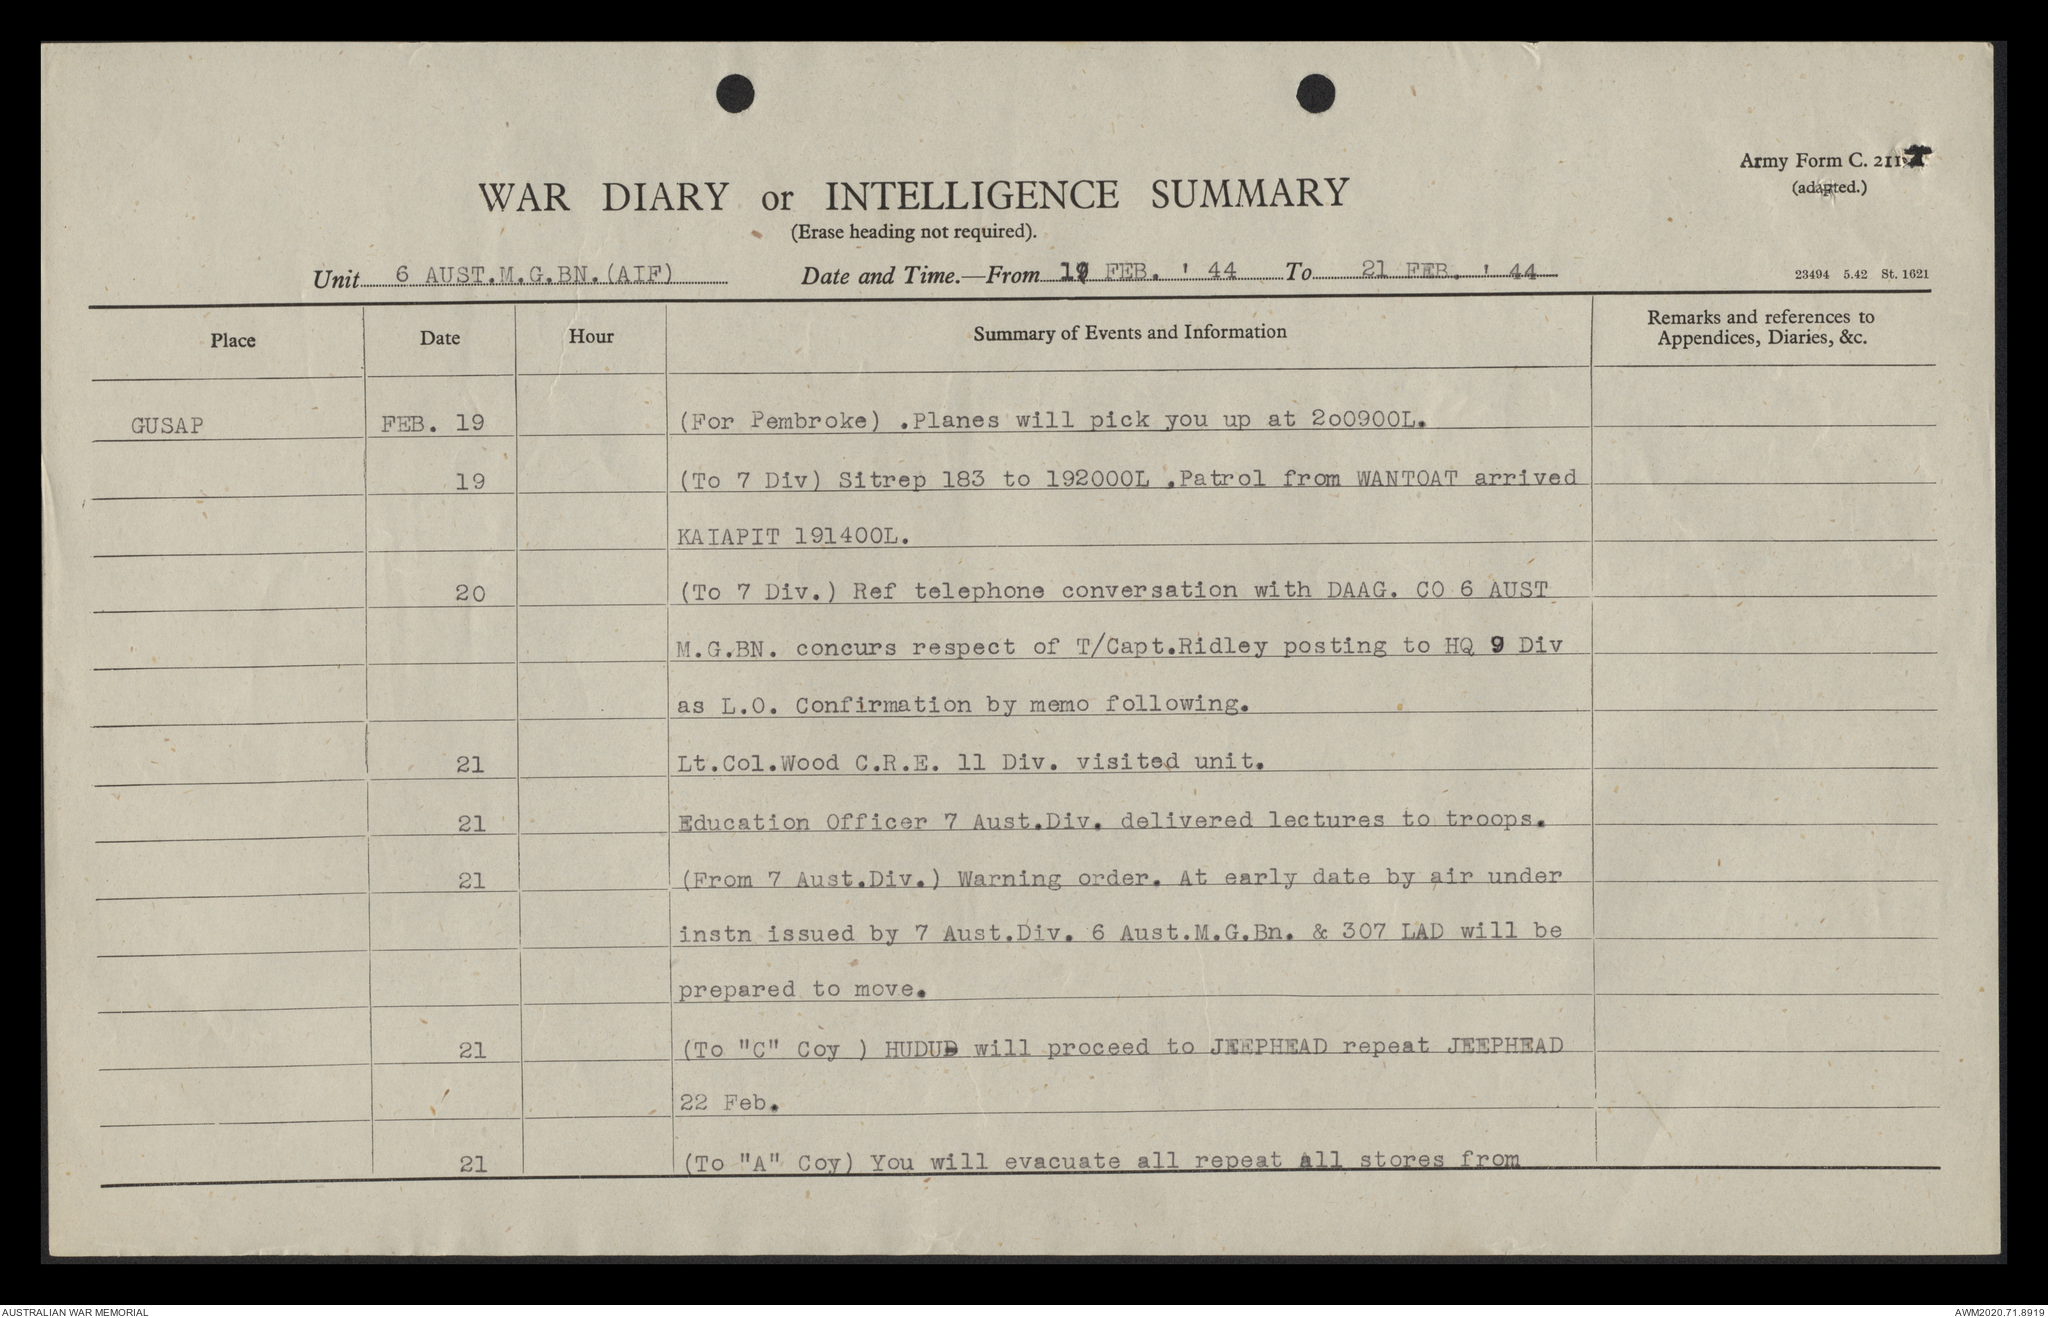 Army Form C. 211
(adapted.)
WAR DIARY or INTELLIGENCE SUMMARY
(Erase heading not required).
Unit 6 AUST.M.G.BN.(AIF) Date and Time.—From 19 FEB. ' 44 To 21 FEB. ' 44 23494 5.42 St. 1621
Place Date Hour Summary of Events and Information Remarks and references to
Appendices, Diaries, &c.
GUSAP FEB. 19 (For Pembroke) .Planes will pick you up at 2o0900L.
19 (To 7 Div) Sitrep 183 to 192000L .Patrol from WANTOAT arrived
KAIAPIT 191400L.
20 (To 7 Div.) Ref telephone conversation with DAAG. CO 6 AUST
M.G.BN. concurs respect of T/Capt.Ridley posting to HQ 9 Div
as L.O. Confirmation by memo following.
21 Lt.Col.Wood C.R.E. 11 Div. visited unit.
21 Education Officer 7 Aust.Div. delivered lectures to troops.
21 (From 7 Aust.Div.) Warning order. At early date by air under
instn issued by 7 Aust.Div. 6 Aust.M.G.Bn. & 307 LAD will be
prepared to move.
21 (To "C" Coy ) HUDUD will proceed to JEEPHEAD repeat JEEPHEAD
22 Feb.
21 (To "A" Coy) You will evacuate all repeat all stores from
AUSTRALIAN WAR MEMORIAL AWM2020.71.8919